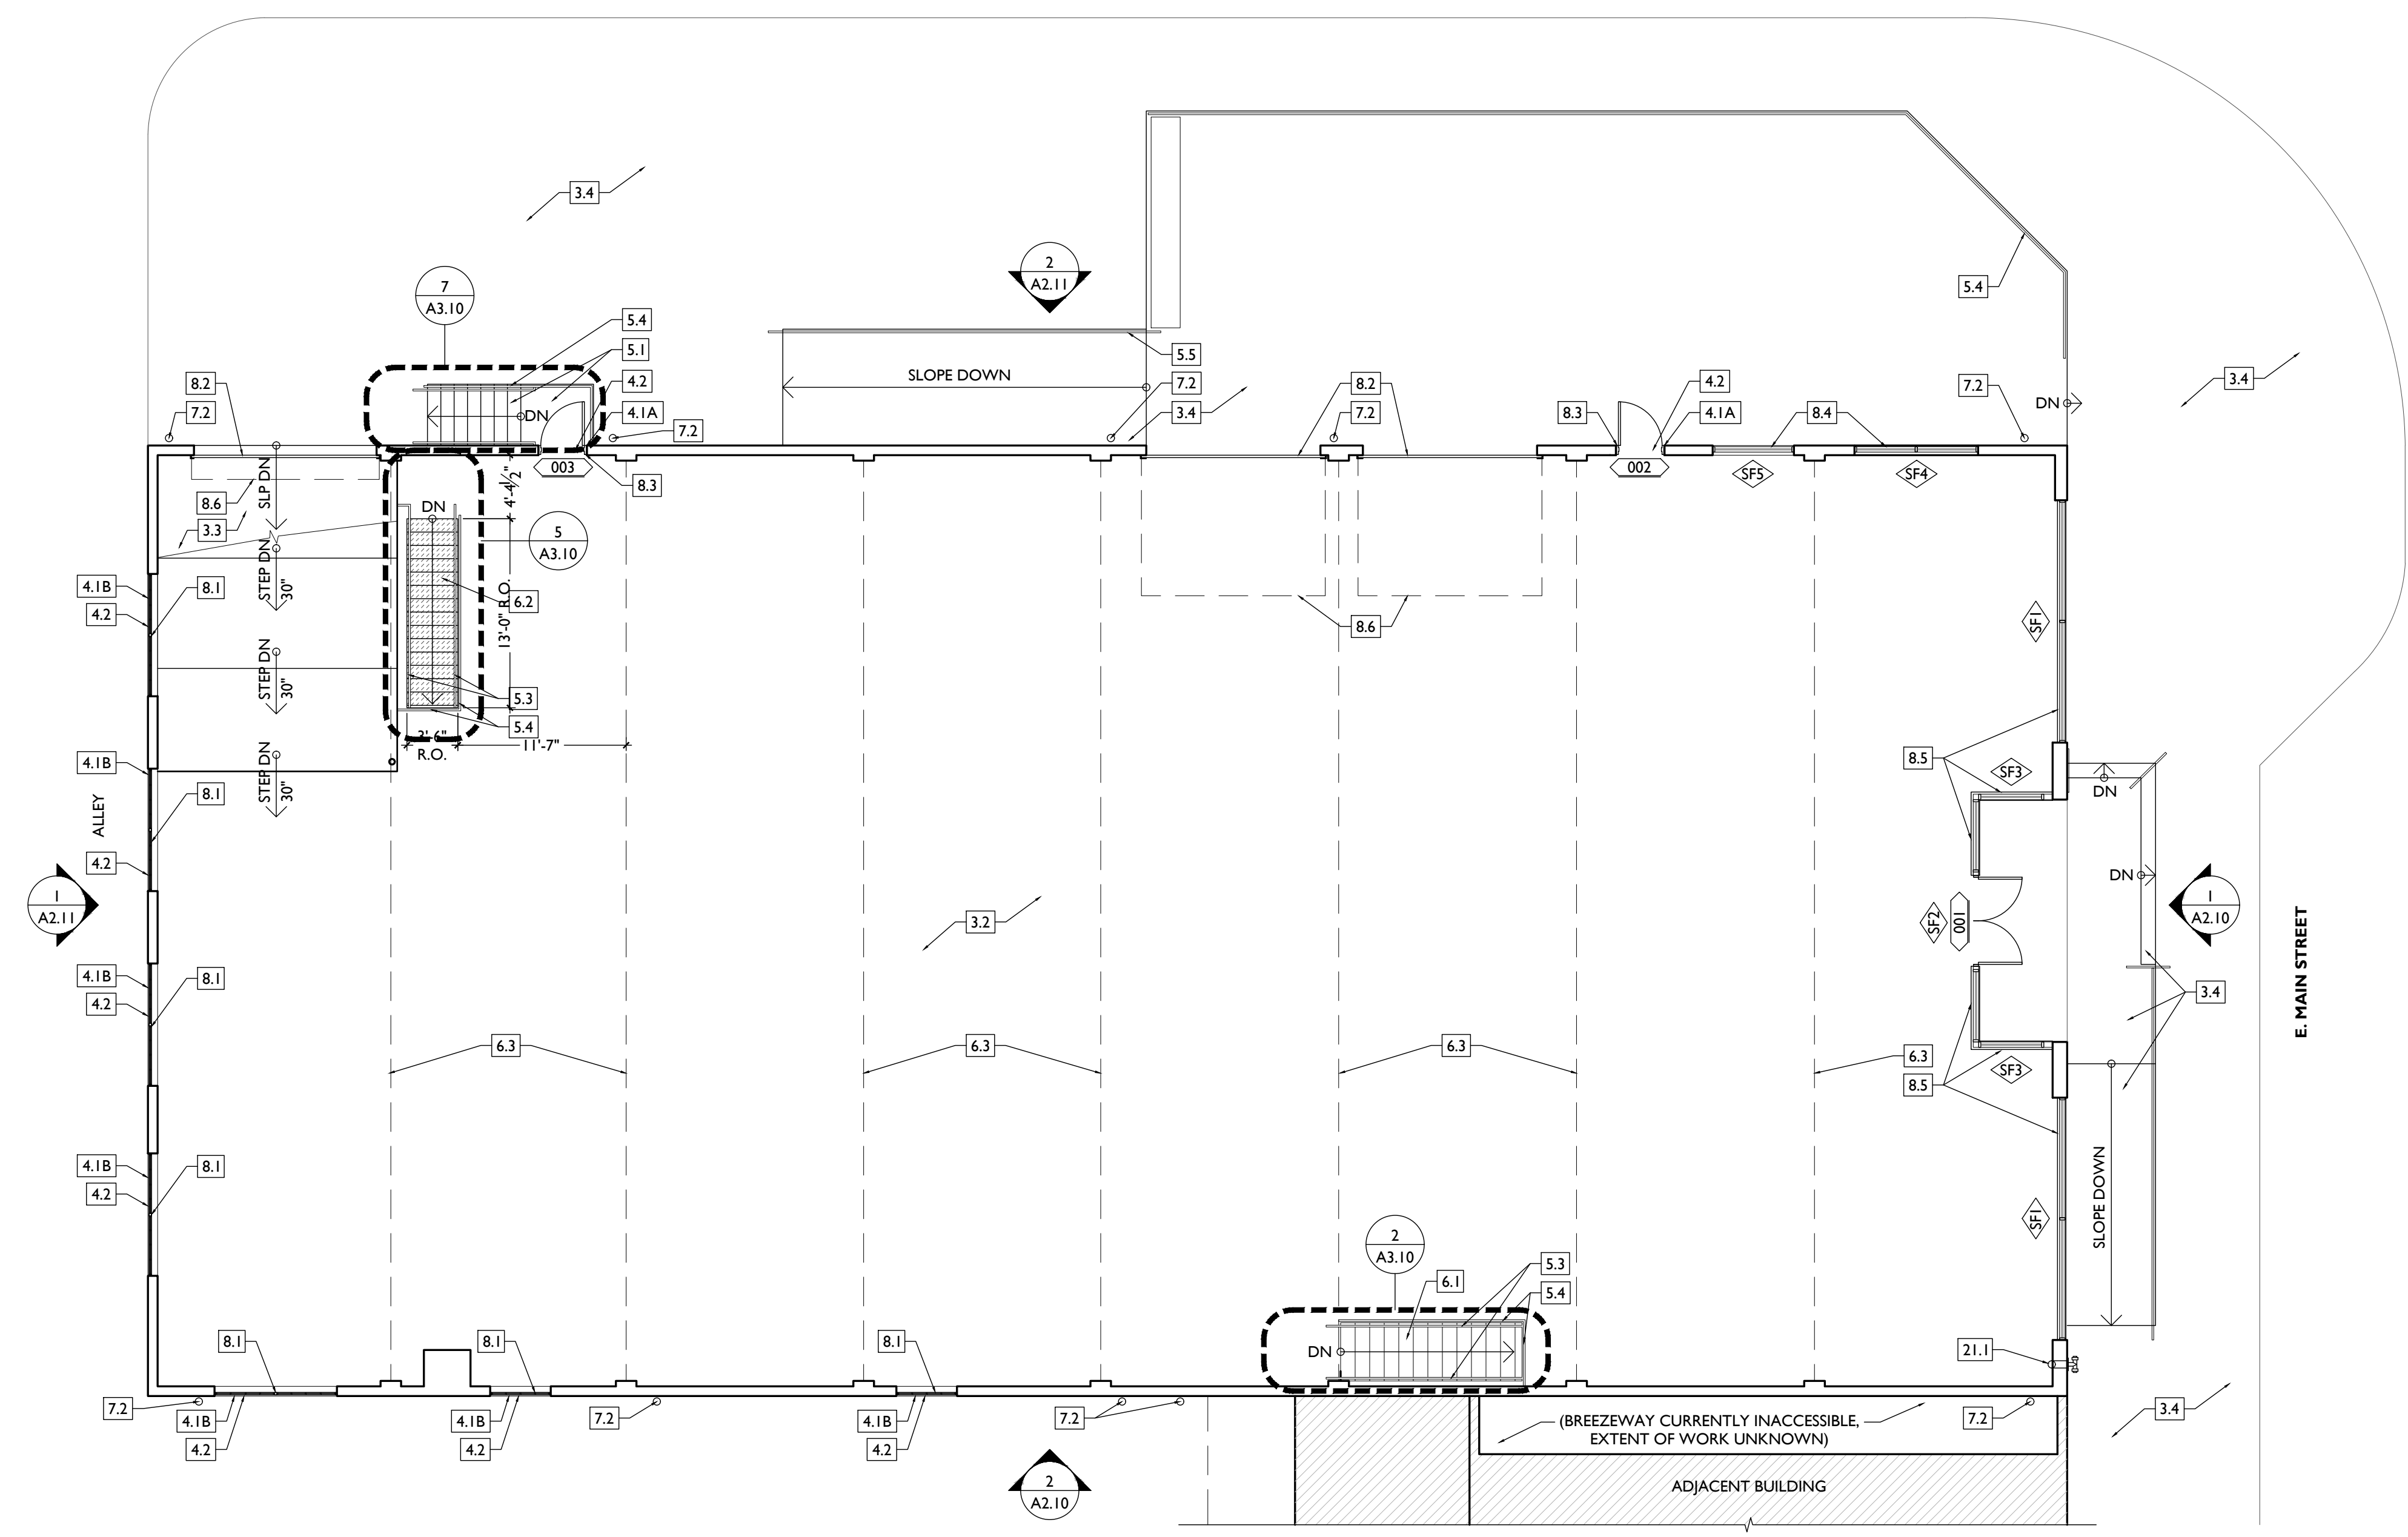 3.4
2
A2.11
7
A3.10
5.4
5.4
5.1
5.5
SLOPE DOWN
4.2
8.2
7.2
8.2
4.2
7.2
3.4
7.2
4.1A
7.2
3.4
7.2
8.3
4.1A
8.4
DN
DN
7.2
003
002
SF5
SF4
8.3
4'-4½"
SLP DN
8.6
3.3
DN
5
A3.10
STEP DN
30"
4.1B
8.1
4.2
6.2
13'-0" R.O.
8.6
SF1
STEP DN
30"
5.3
5.4
3'-6"
R.O.
11'-7"
4.1B
STEP DN
30"
8.1
8.5
SF3
DN
ALLEY
4.2
1
A2.11
3.2
SF2
001
DN
1
A2.10
E. MAIN STREET
4.1B
8.1
4.2
3.4
6.3
6.3
6.3
6.3
SF3
8.5
4.1B
8.1
4.2
SLOPE DOWN
SF1
2
A3.10
5.3
6.1
5.4
8.1
8.1
8.1
DN
21.1
7.2
4.1B
4.2
4.1B
4.2
7.2
4.1B
4.2
7.2
(BREEZEWAY CURRENTLY INACCESSIBLE,
EXTENT OF WORK UNKNOWN)
7.2
3.4
2
A2.10
ADJACENT BUILDING